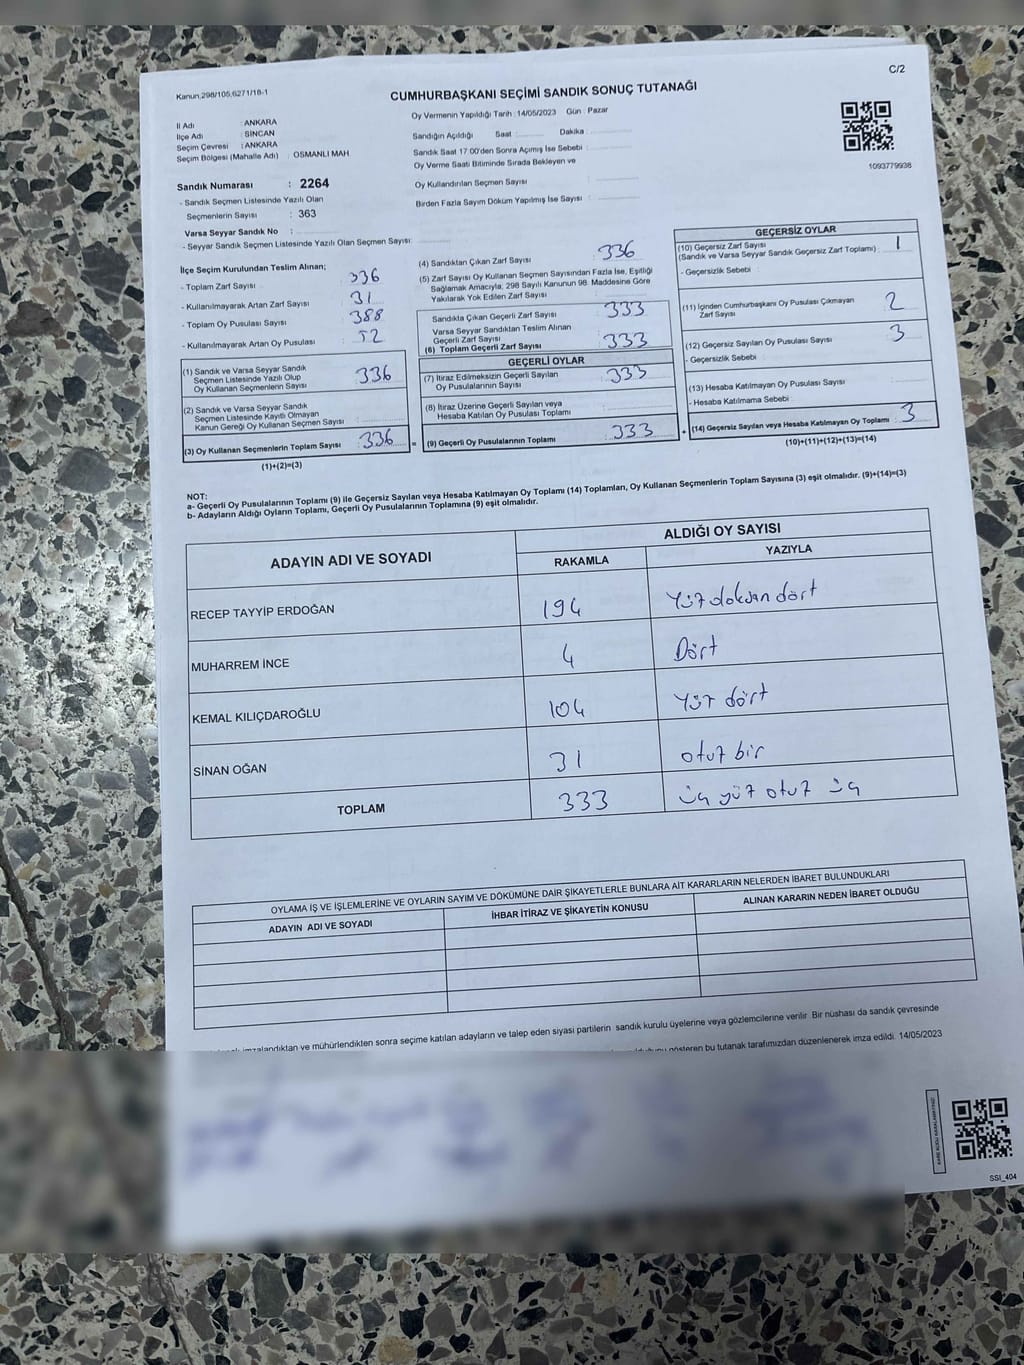 C/2
Kanun,298/105,6271/18-1
CUMHURBAŞKANI SEÇİMİ SANDIK SONUÇ TUTANAĞI
İl Adı : ANKARA
İlçe Adı : SİNCAN
Seçim Çevresi : ANKARA
Seçim Bölgesi (Mahalle Adı) : OSMANLI MAH
Sandık Numarası : 2264
- Sandık Seçmen Listesinde Yazılı Olan
Seçmenlerin Sayısı : 363
Varsa Seyyar Sandık No :
- Seyyar Sandık Seçmen Listesinde Yazılı Olan Seçmen Sayısı:
Oy Vermenin Yapıldığı Tarih : 14/05/2023 Gün : Pazar
Sandığın Açıldığı Saat Dakika :
Sandık Saat 17:00'den Sonra Açımış İse Sebebi :
Oy Verme Saati Bitiminde Sırada Bekleyen ve
Oy Kullandırılan Seçmen Sayısı :
Birden Fazla Sayım Döküm Yapılmış İse Sayısı :
1093779938
İlçe Seçim Kurulundan Teslim Alınan;
- Toplam Zarf Sayısı : 336
- Kullanılmayarak Artan Zarf Sayısı : 31
- Toplam Oy Pusulası Sayısı : 388
- Kullanılmayarak Artan Oy Pusulası : 52
(1) Sandık ve Varsa Seyyar Sandık
Seçmen Listesinde Yazılı Olup
Oy Kullanan Seçmenlerin Sayısı : 336
(2) Sandık ve Varsa Seyyar Sandık
Seçmen Listesinde Kayıtlı Olmayan
Kanun Gereği Oy Kullanan Seçmen Sayısı :
(3) Oy Kullanan Seçmenlerin Toplam Sayısı : 336
(1)+(2)=(3)
(4) Sandıktan Çıkan Zarf Sayısı : 336
(5) Zarf Sayısı Oy Kullanan Seçmen Sayısından Fazla İse, Eşitliği
Sağlamak Amacıyla, 298 Sayılı Kanunun 98. Maddesine Göre
Yakılarak Yok Edilen Zarf Sayısı :
Sandıkta Çıkan Geçerli Zarf Sayısı : 333
Varsa Seyyar Sandıktan Teslim Alınan
Geçerli Zarf Sayısı :
(6) Toplam Geçerli Zarf Sayısı : 333
GEÇERLİ OYLAR
(7) İtiraz Edilmeksizin Geçerli Sayılan
Oy Pusulalarının Sayısı : 333
(8) İtiraz Üzerine Geçerli Sayılan veya
Hesaba Katılan Oy Pusulası Toplamı :
= (9) Geçerli Oy Pusulalarının Toplamı : 333
GEÇERSİZ OYLAR
(10) Geçersiz Zarf Sayısı
(Sandık ve Varsa Seyyar Sandık Geçersiz Zarf Toplamı) : 1
- Geçersizlik Sebebi :
(11) İçinden Cumhurbaşkanı Oy Pusulası Çıkmayan
Zarf Sayısı : 2
(12) Geçersiz Sayılan Oy Pusulası Sayısı : 3
- Geçersizlik Sebebi :
(13) Hesaba Katılmayan Oy Pusulası Sayısı :
- Hesaba Katılmama Sebebi :
+ (14) Geçersiz Sayılan veya Hesaba Katılmayan Oy Toplamı : 3
(10)+(11)+(12)+(13)=(14)
NOT:
a- Geçerli Oy Pusulalarının Toplamı (9) ile Geçersiz Sayılan veya Hesaba Katılmayan Oy Toplamı (14) Toplamları, Oy Kullanan Seçmenlerin Toplam Sayısına (3) eşit olmalıdır. (9)+(14)=(3)
b- Adayların Aldığı Oyların Toplamı, Geçerli Oy Pusulalarının Toplamına (9) eşit olmalıdır.
ADAYIN ADI VE SOYADI
ALDIĞI OY SAYISI
RAKAMLA YAZIYLA
RECEP TAYYİP ERDOĞAN 194 Yüz doksan dört
MUHARREM İNCE 4 Dört
KEMAL KILIÇDAROĞLU 104 Yüz dört
SİNAN OĞAN 31 otuz bir
TOPLAM 333 üç yüz otuz üç
OYLAMA İŞ VE İŞLEMLERİNE VE OYLARIN SAYIM VE DÖKÜMÜNE DAİR ŞİKAYETLERLE BUNLARA AİT KARARLARIN NELERDEN İBARET BULUNDUKLARI
ADAYIN ADI VE SOYADI İHBAR İTİRAZ VE ŞİKAYETİN KONUSU ALINAN KARARIN NEDEN İBARET OLDUĞU
imzalandıktan ve mühürlendikten sonra seçime katılan adayların ve talep eden siyasi partilerin sandık kurulu üyelerine veya gözlemcilerine verilir. Bir nüshası da sandık çevresinde
gösteren bu tutanak tarafımızdan düzenlenerek imza edildi. 14/05/2023
SSI_404